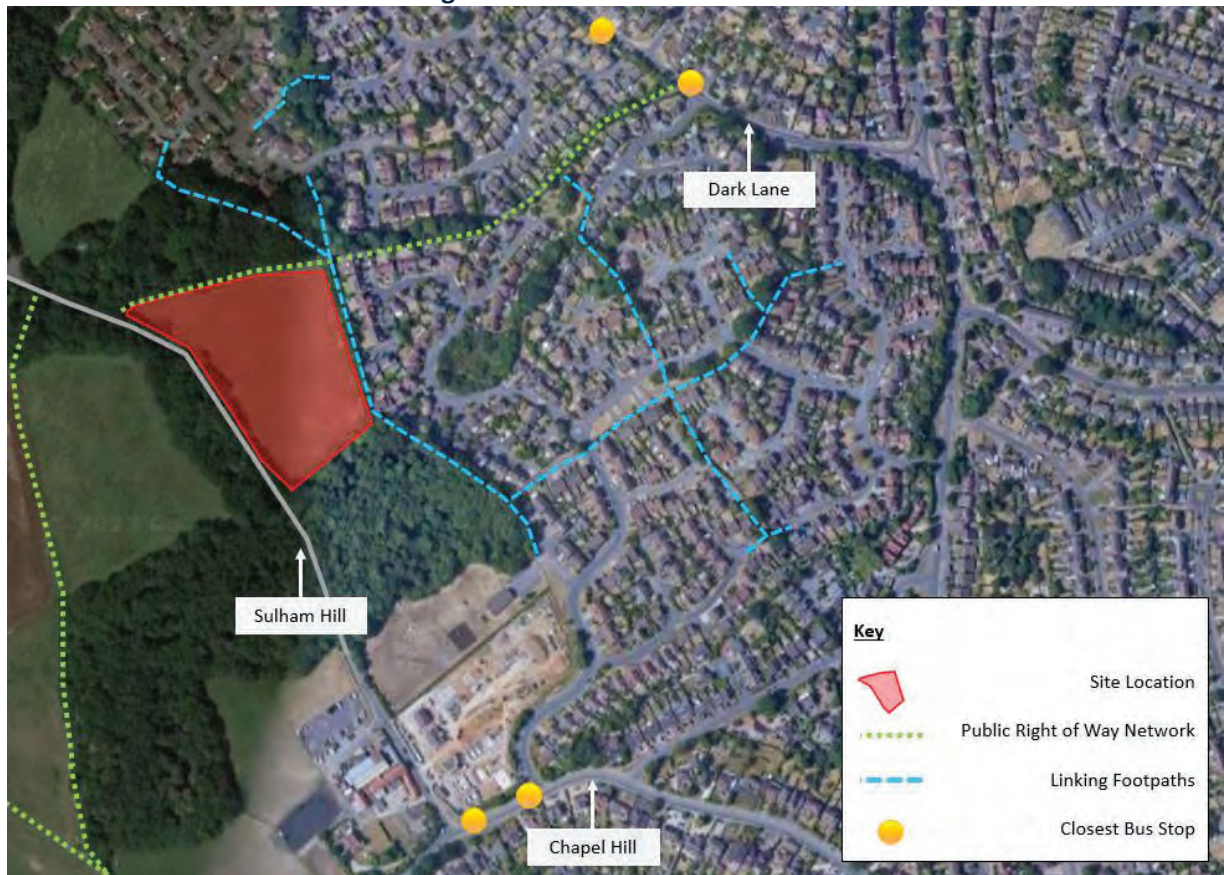 Dark Lane
Sulham Hill
Chapel Hill
Key
Site Location
Public Right of Way Network
Linking Footpaths
Closest Bus Stop